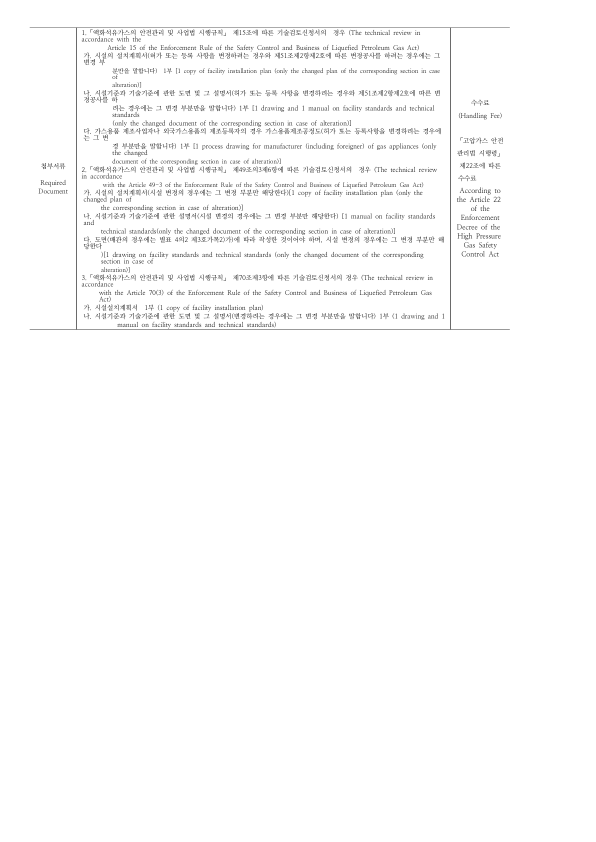 첨부서류
Required
Document
1.「액화석유가스의 안전관리 및 사업법 시행규칙」 제15조에 따른 기술검토신청서의 경우 (The technical review in
accordance with the
Article 15 of the Enforcement Rule of the Safety Control and Business of Liquefied Petroleum Gas Act)
가. 시설의 설치계획서(허가 또는 등록 사항을 변경하려는 경우와 제51조제2항제2호에 따른 변경공사를 하려는 경우에는 그
변경 부
분만을 말합니다) 1부 [1 copy of facility installation plan (only the changed plan of the corresponding section in case
of
alteration)]
나. 시설기준과 기술기준에 관한 도면 및 그 설명서(허가 또는 등록 사항을 변경하려는 경우와 제51조제2항제2호에 따른 변
경공사를 하
려는 경우에는 그 변경 부분만을 말합니다) 1부 [1 drawing and 1 manual on facility standards and technical
standards
(only the changed document of the corresponding section in case of alteration)]
다. 가스용품 제조사업자나 외국가스용품의 제조등록자의 경우 가스용품제조공정도(허가 또는 등록사항을 변경하려는 경우에
는 그 변
경 부분만을 말합니다) 1부 [1 process drawing for manufacturer (including foreigner) of gas appliances (only
the changed
document of the corresponding section in case of alteration)]
2.「액화석유가스의 안전관리 및 사업법 시행규칙」 제49조의3제6항에 따른 기술검토신청서의 경우 (The technical review
in accordance
with the Article 49-3 of the Enforcement Rule of the Safety Control and Business of Liquefied Petroleum Gas Act)
가. 시설의 설치계획서(시설 변경의 경우에는 그 변경 부분만 해당한다)[1 copy of facility installation plan (only the
changed plan of
the corresponding section in case of alteration)]
나. 시설기준과 기술기준에 관한 설명서(시설 변경의 경우에는 그 변경 부분만 해당한다) [1 manual on facility standards
and
technical standards(only the changed document of the corresponding section in case of alteration)]
다. 도면(배관의 경우에는 별표 4의2 제3호가목2)가)에 따라 작성한 것이어야 하며, 시설 변경의 경우에는 그 변경 부분만 해
당한다
)[1 drawing on facility standards and technical standards (only the changed document of the corresponding
section in case of
alteration)]
3.「액화석유가스의 안전관리 및 사업법 시행규칙」 제70조제3항에 따른 기술검토신청서의 경우 (The technical review in
accordance
with the Article 70(3) of the Enforcement Rule of the Safety Control and Business of Liquefied Petroleum Gas
Act)
가. 시설설치계획서 1부 (1 copy of facility installation plan)
나. 시설기준과 기술기준에 관한 도면 및 그 설명서(변경하려는 경우에는 그 변경 부분만을 말합니다) 1부 (1 drawing and 1
manual on facility standards and technical standards)
수수료
(Handling Fee)
「고압가스 안전
관리법 시행령」
제22조에 따른
수수료
According to
the Article 22
of the
Enforcement
Decree of the
High Pressure
Gas Safety
Control Act